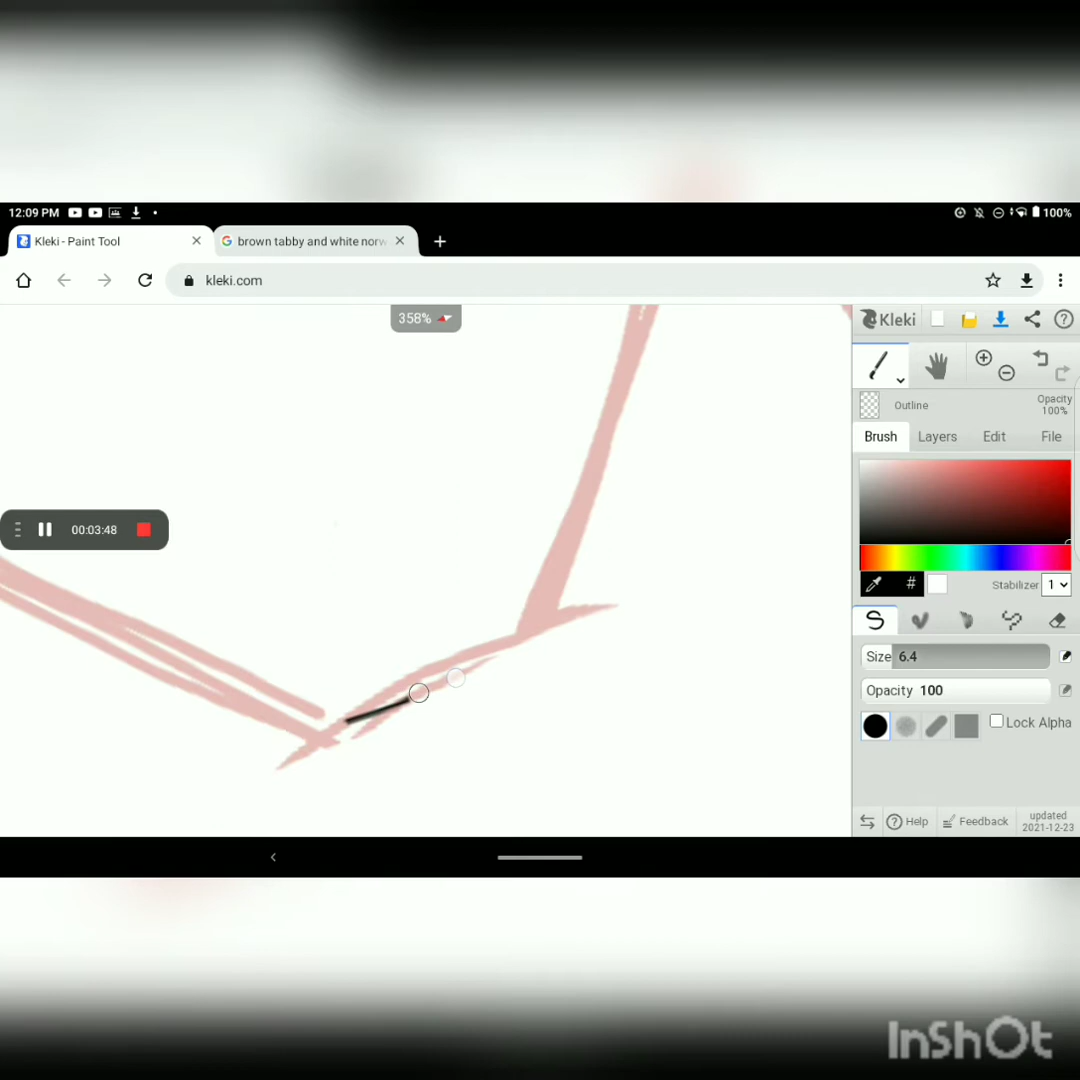 12:09 PM 100%
Kleki - Paint Tool
brown tabby and white norw
kleki.com
358%
Kleki
Outline
Opacity
100%
Brush Layers Edit File
00:03:48
# Stabilizer 1
Size 6.4
Opacity 100
Lock Alpha
Help Feedback updated
2021-12-23
InShOt